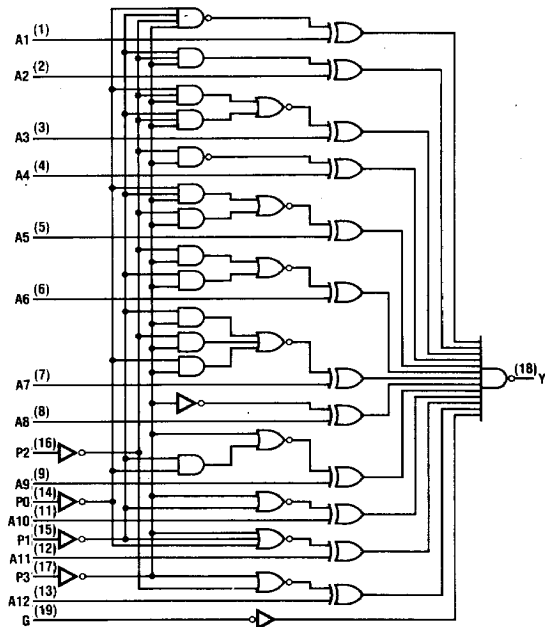 A1 (1)
A2 (2)
A3 (3)
A4 (4)
A5 (5)
A6 (6)
A7 (7)
(18) Y
A8 (8)
P2 (16)
A9 (9)
P0 (14)
A10 (11)
P1 (15)
A11 (12)
P3 (17)
A12 (13)
G (19)